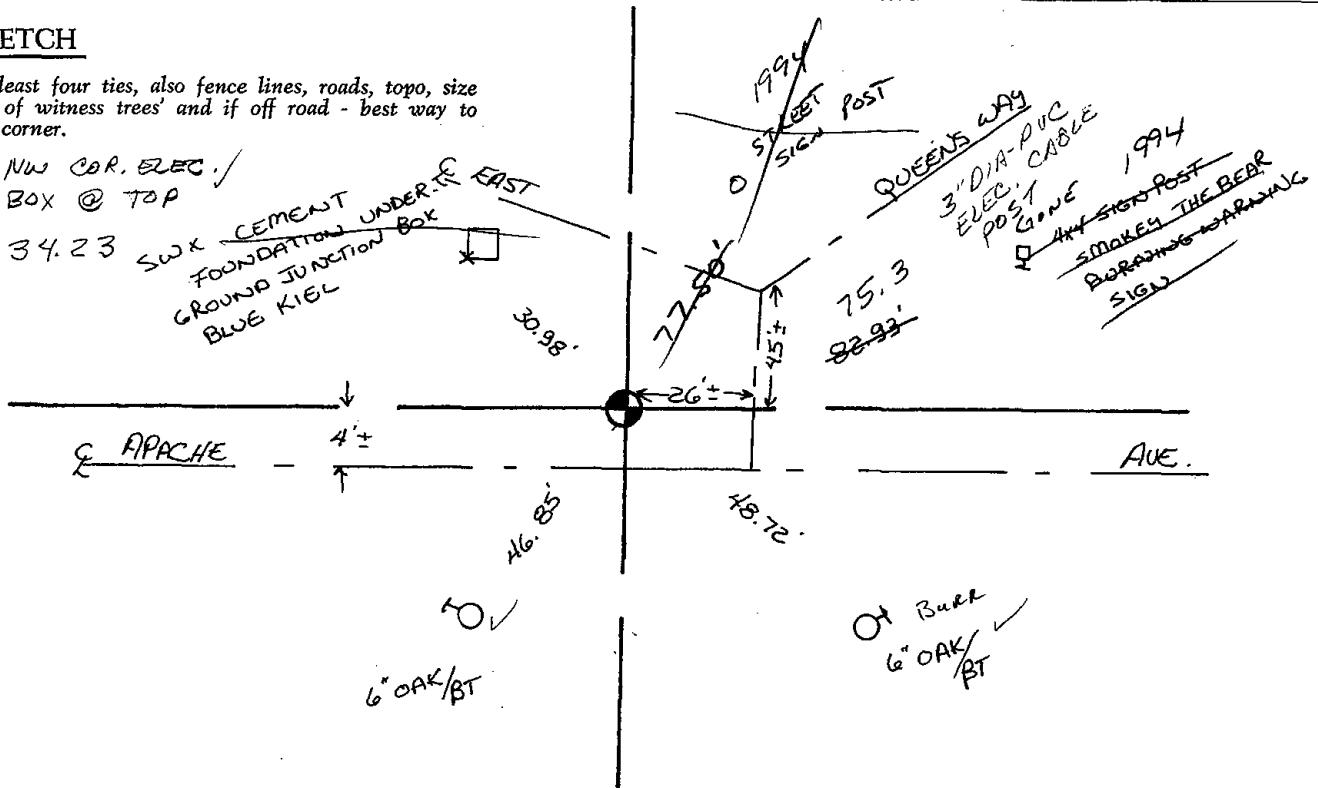 ETCH
least four ties, also fence lines, roads, topo, size
of witness trees' and if off road - best way to
corner.
NW COR. ELEC. ✓
BOX @ TOP
34.23
SWX CEMENT
FOUNDATION UNDER
GROUND JUNCTION BOX
BLUE KIEL
℄ EAST
30.98'
1994
STREET
SIGN POST
77.90'
QUEENS WAY
3" DIA-PVC
ELEC. CABLE
POST
GONE 1994
4x4 SIGN POST
SMOKEY THE BEAR
BURNING WARNING
SIGN
75.3
82.93'
45'±
26'±
4'±
℄ APACHE AVE.
46.85'
48.72'
6" OAK/BT
BURR
6" OAK/BT